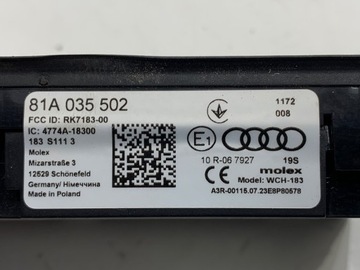 81A 035 502
FCC ID: RK7183-00
IC: 4774A-18300
183 S111 3
Molex
Mizarstraße 3
12529 Schönefeld
Germany/ Німеччина
Made in Poland
1172
008
E1
10 R-06 7927
19S
CE
molex
Model: WCH-183
A3R-00115.07.23E8P80578